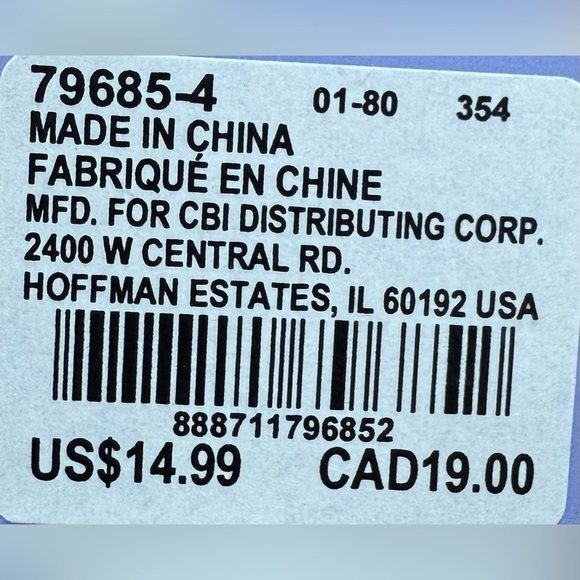 79685-4 01-80 354
MADE IN CHINA
FABRIQUÉ EN CHINE
MFD. FOR CBI DISTRIBUTING CORP.
2400 W CENTRAL RD.
HOFFMAN ESTATES, IL 60192 USA
888711796852
US$14.99 CAD19.00